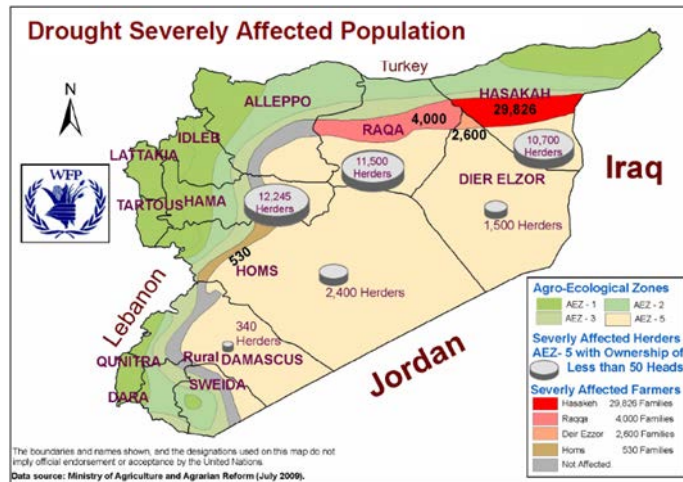 Drought Severely Affected Population
Turkey
N
WFP
ALLEPPO
HASAKAH
29,826
4,000
RAQA
2,600
IDLEB
LATTAKIA
10,700
Herders
11,500
Herders
Iraq
DIER ELZOR
HAMA
12,245
Herders
TARTOUS
1,500 Herders
530
HOMS
2,400 Herders
Lebanon
340
Herders
QUNITRA
Rural DAMASCUS
Jordan
SWEIDA
DARA
Agro-Ecological Zones
AEZ - 1
AEZ - 2
AEZ - 3
AEZ - 5
Severly Affected Herders
AEZ- 5 with Ownership of
Less than 50 Heads
Severly Affected Farmers
Hasakeh 29,826 Families
Raqqa 4,000 Families
Deir Ezzor 2,600 Families
Homs 530 Families
Not Affected
The boundaries and names shown, and the designations used on this map do not
imply official endorsement or acceptance by the United Nations.
Data source: Ministry of Agriculture and Agrarian Reform (July 2009).